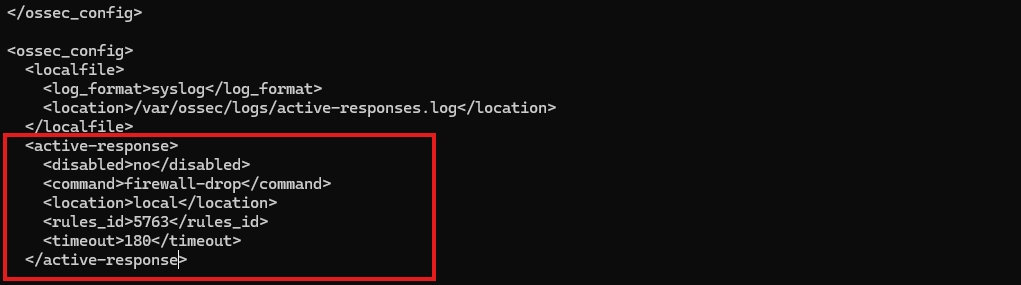 </ossec_config>

<ossec_config>
  <localfile>
    <log_format>syslog</log_format>
    <location>/var/ossec/logs/active-responses.log</location>
  </localfile>
  <active-response>
    <disabled>no</disabled>
    <command>firewall-drop</command>
    <location>local</location>
    <rules_id>5763</rules_id>
    <timeout>180</timeout>
  </active-response>